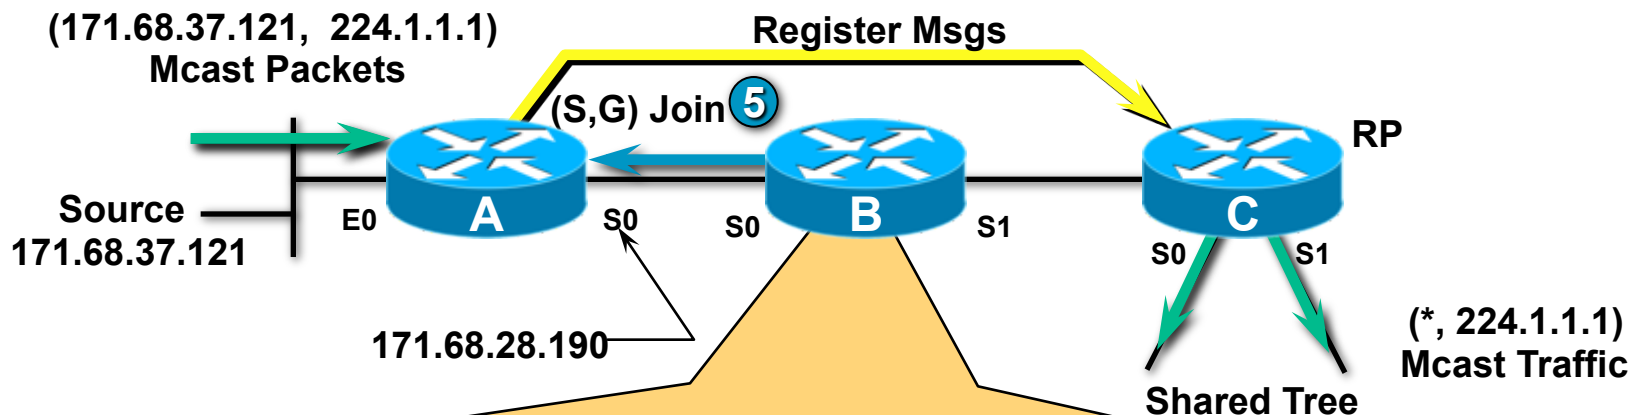 (171.68.37.121,  224.1.1.1)
Mcast Packets
Register Msgs
(S,G) Join 5
RP
Source
171.68.37.121
E0
A
S0
S0
B
S1
C
S0
S1
171.68.28.190
(*, 224.1.1.1)
Mcast Traffic
Shared Tree